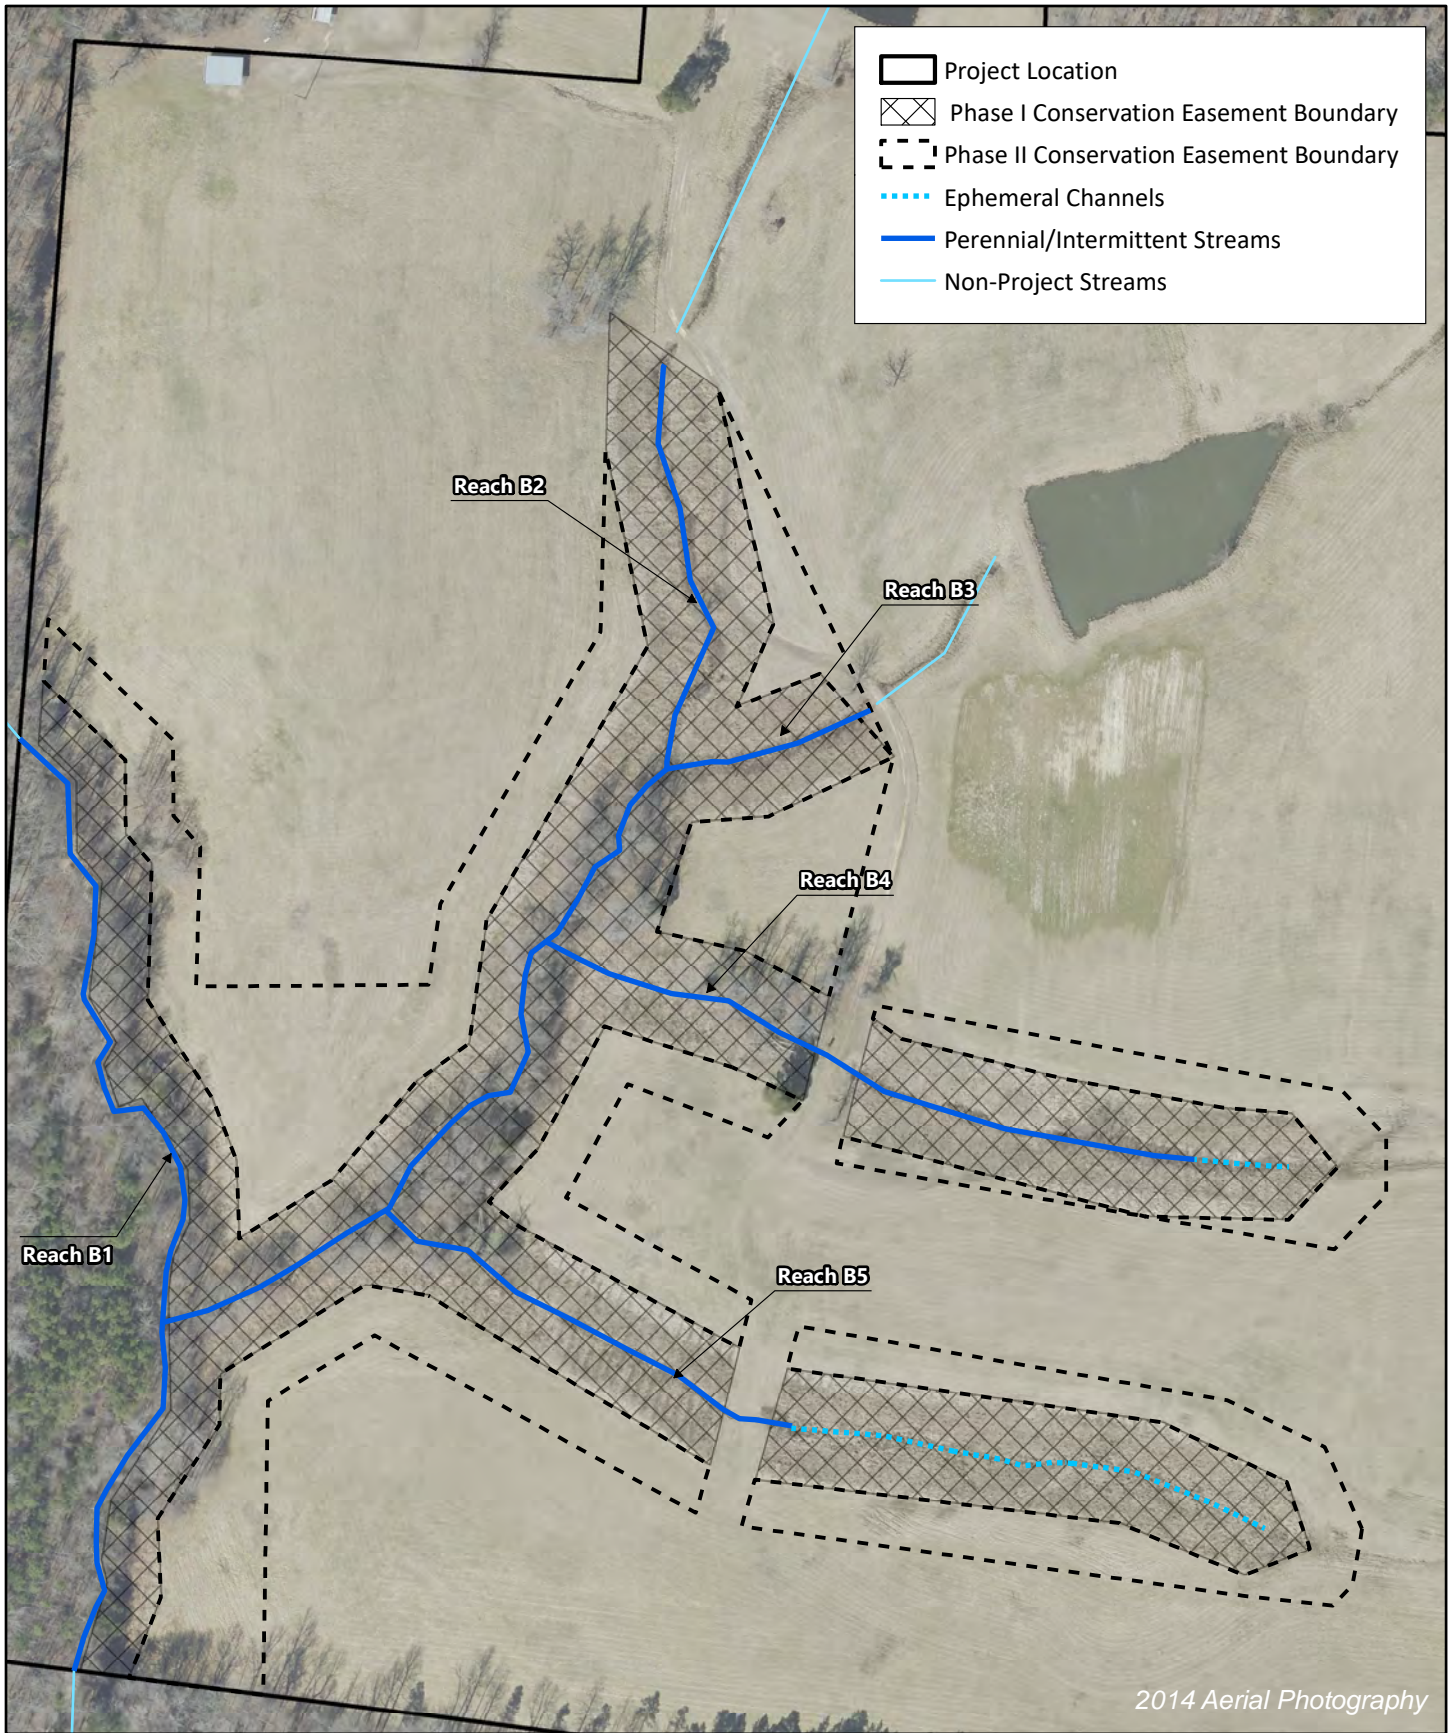 Project Location
Phase I Conservation Easement Boundary
Phase II Conservation Easement Boundary
Ephemeral Channels
Perennial/Intermittent Streams
Non-Project Streams
Reach B2
Reach B3
Reach B4
Reach B1
Reach B5
2014 Aerial Photography